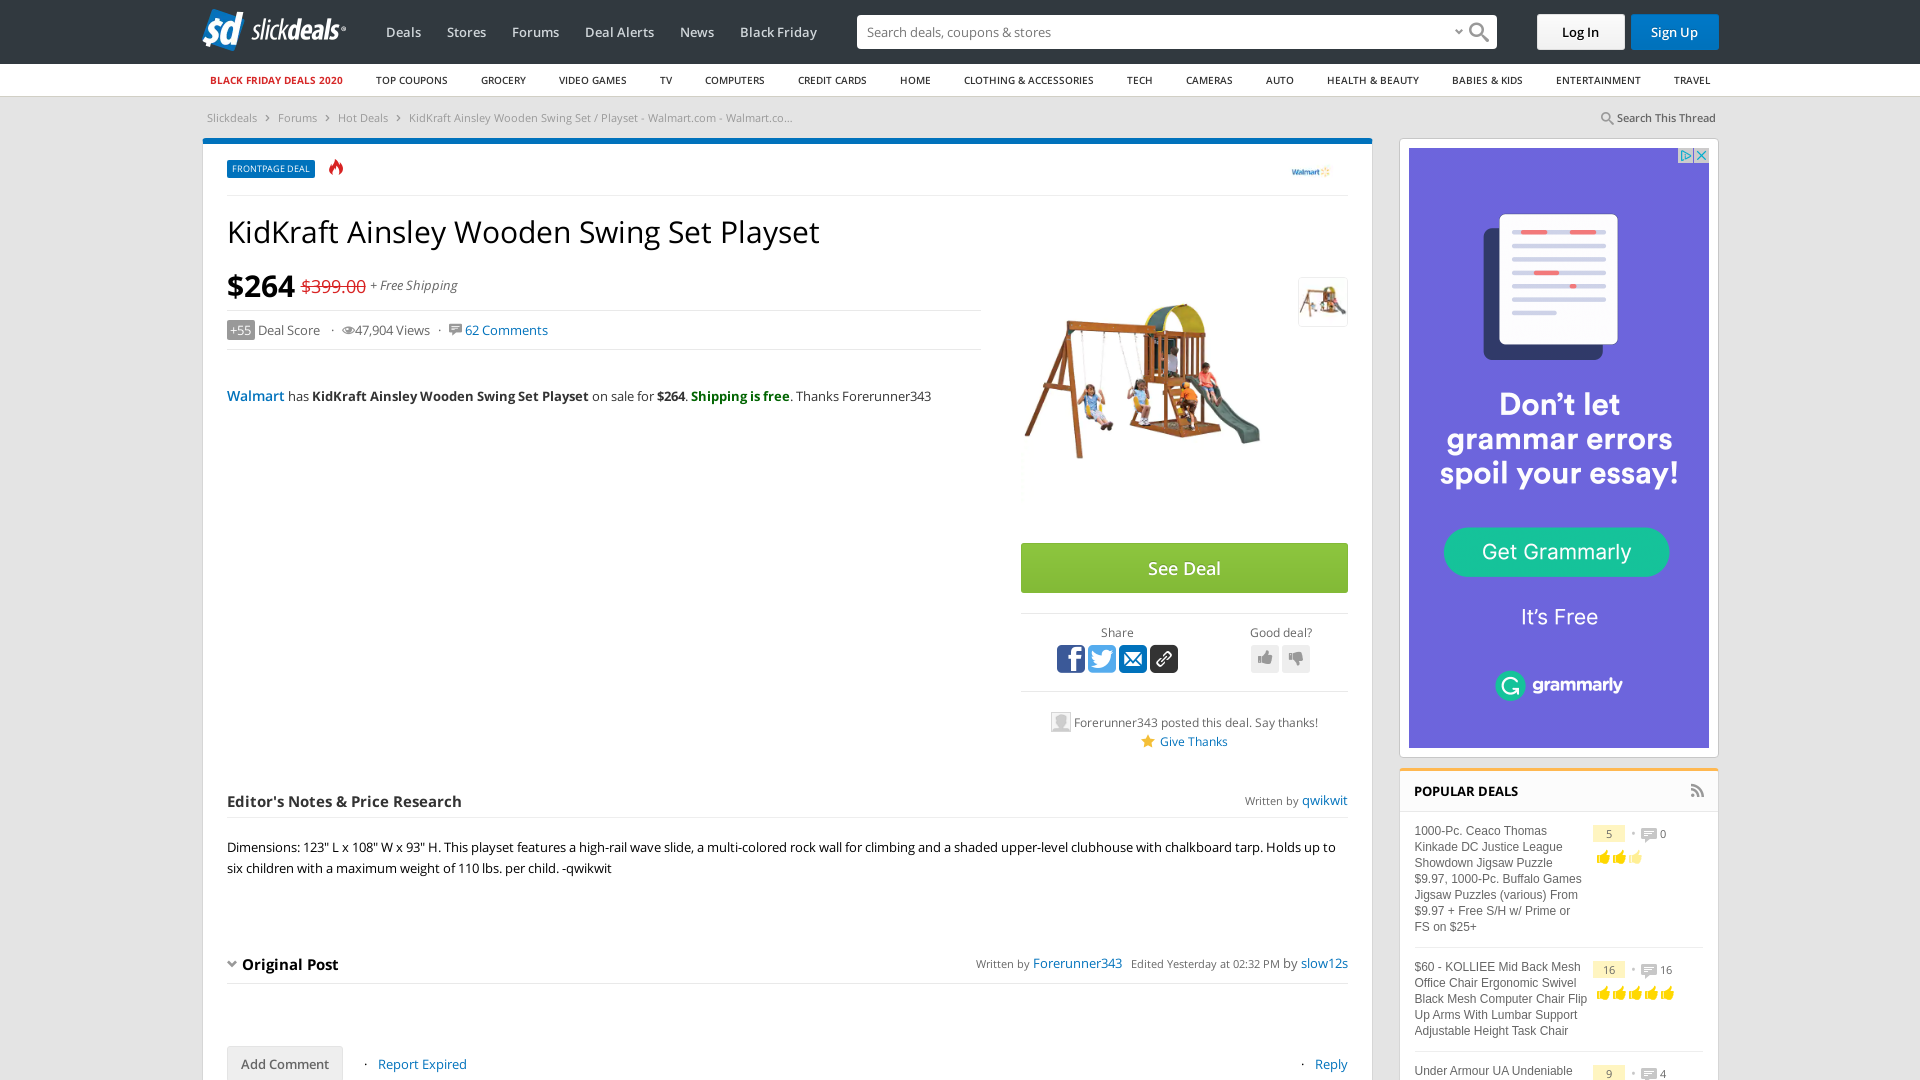 sd slickdeals
Deals
Stores
Forums
Deal Alerts
News
Black Friday
Search deals, coupons & stores
Log In
Sign Up
BLACK FRIDAY DEALS 2020
TOP COUPONS
GROCERY
VIDEO GAMES
TV
COMPUTERS
CREDIT CARDS
HOME
CLOTHING & ACCESSORIES
TECH
CAMERAS
AUTO
HEALTH & BEAUTY
BABIES & KIDS
ENTERTAINMENT
TRAVEL
Slickdeals › Forums › Hot Deals › KidKraft Ainsley Wooden Swing Set / Playset - Walmart.com - Walmart.co...
Search This Thread
FRONTPAGE DEAL
Walmart
KidKraft Ainsley Wooden Swing Set Playset
$264 $399.00 + Free Shipping
+55 Deal Score · 47,904 Views · 62 Comments
Walmart has KidKraft Ainsley Wooden Swing Set Playset on sale for $264. Shipping is free. Thanks Forerunner343
See Deal
Share
Good deal?
Forerunner343 posted this deal. Say thanks!
Give Thanks
Editor's Notes & Price Research
Written by qwikwit
Dimensions: 123" L x 108" W x 93" H. This playset features a high-rail wave slide, a multi-colored rock wall for climbing and a shaded upper-level clubhouse with chalkboard tarp. Holds up to
six children with a maximum weight of 110 lbs. per child. -qwikwit
Original Post
Written by Forerunner343 Edited Yesterday at 02:32 PM by slow12s
Add Comment · Report Expired
· Reply
Don't let
grammar errors
spoil your essay!
Get Grammarly
It's Free
grammarly
POPULAR DEALS
1000-Pc. Ceaco Thomas
Kinkade DC Justice League
Showdown Jigsaw Puzzle
$9.97, 1000-Pc. Buffalo Games
Jigsaw Puzzles (various) From
$9.97 + Free S/H w/ Prime or
FS on $25+
5 • 0
$60 - KOLLIEE Mid Back Mesh
Office Chair Ergonomic Swivel
Black Mesh Computer Chair Flip
Up Arms With Lumbar Support
Adjustable Height Task Chair
16 • 16
Under Armour UA Undeniable
9 • 4